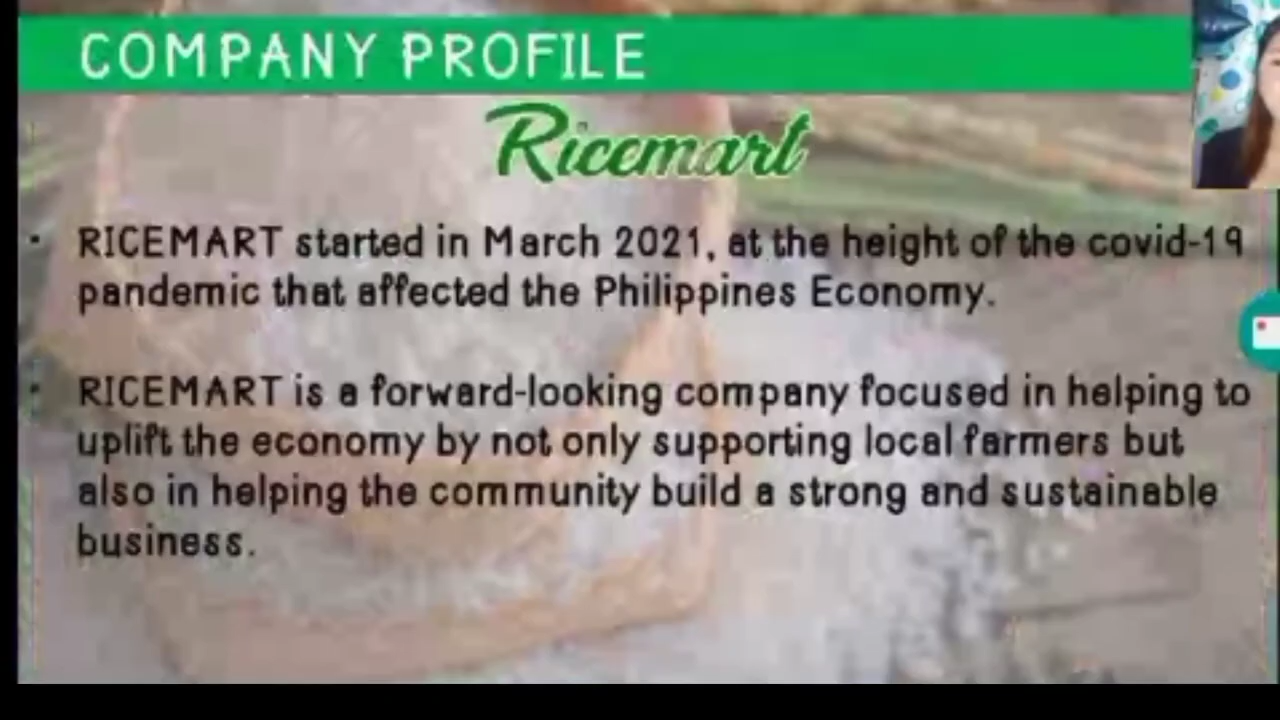 COMPANY PROFILE
Ricemart
· RICEMART started in March 2021, at the height of the covid-19
pandemic that affected the Philippines Economy.
· RICEMART is a forward-looking company focused in helping to
uplift the economy by not only supporting local farmers but
also in helping the community build a strong and sustainable
business.